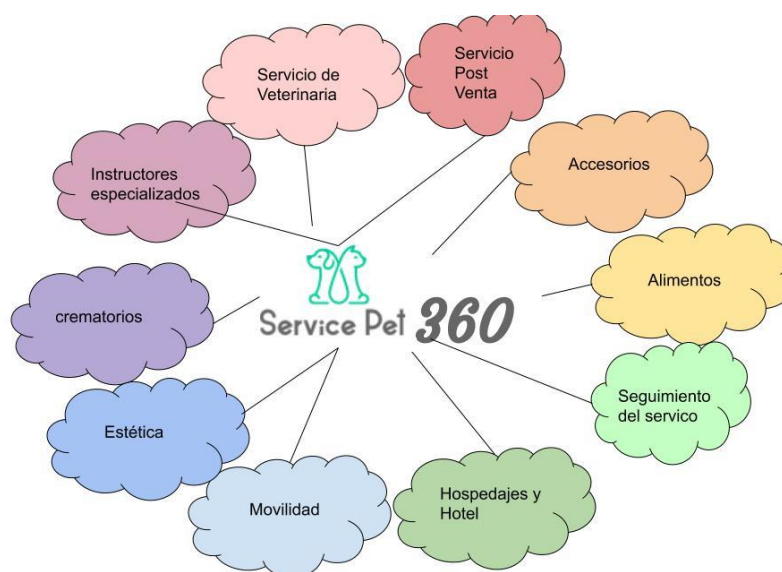 Servicio de
Veterinaria
Servicio
Post
Venta
Instructores
especializados
Accesorios
crematorios
Alimentos
Service Pet 360
Estética
Seguimiento
del servico
Movilidad
Hospedajes y
Hotel